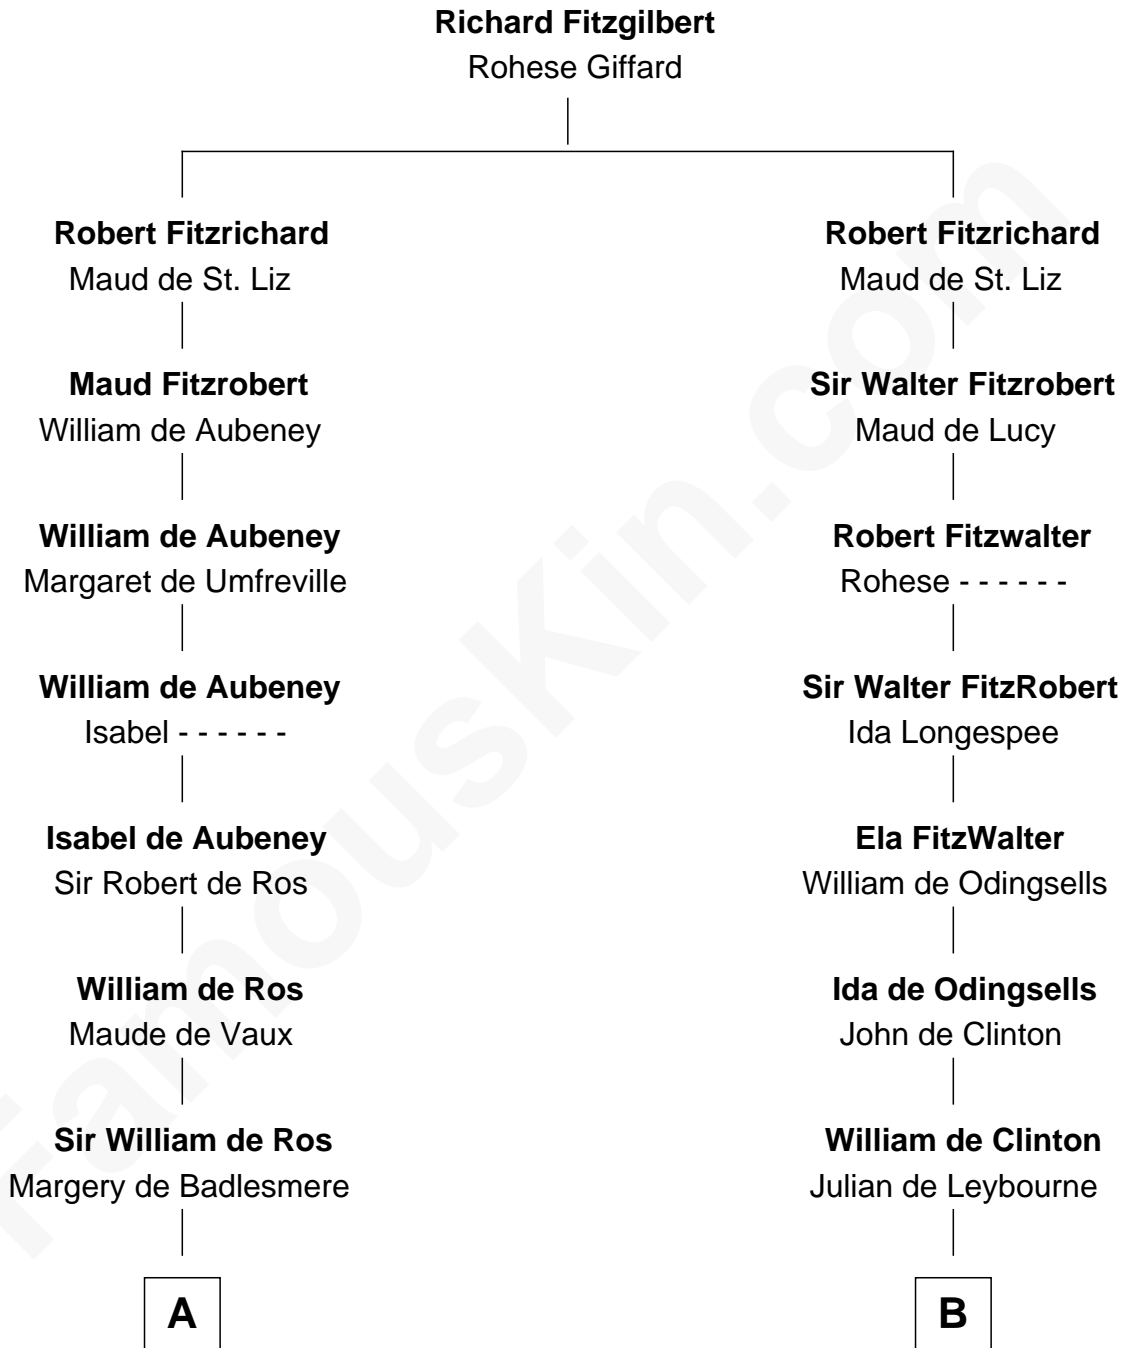 Richard Fitzgilbert
Rohese Giffard
Robert Fitzrichard
Maud de St. Liz
Maud Fitzrobert
William de Aubeney
William de Aubeney
Margaret de Umfreville
William de Aubeney
Isabel - - - - - -
Isabel de Aubeney
Sir Robert de Ros
William de Ros
Maude de Vaux
Sir William de Ros
Margery de Badlesmere
A
Robert Fitzrichard
Maud de St. Liz
Sir Walter Fitzrobert
Maud de Lucy
Robert Fitzwalter
Rohese - - - - - -
Sir Walter FitzRobert
Ida Longespee
Ela FitzWalter
William de Odingsells
Ida de Odingsells
John de Clinton
William de Clinton
Julian de Leybourne
B
FamousKin.com